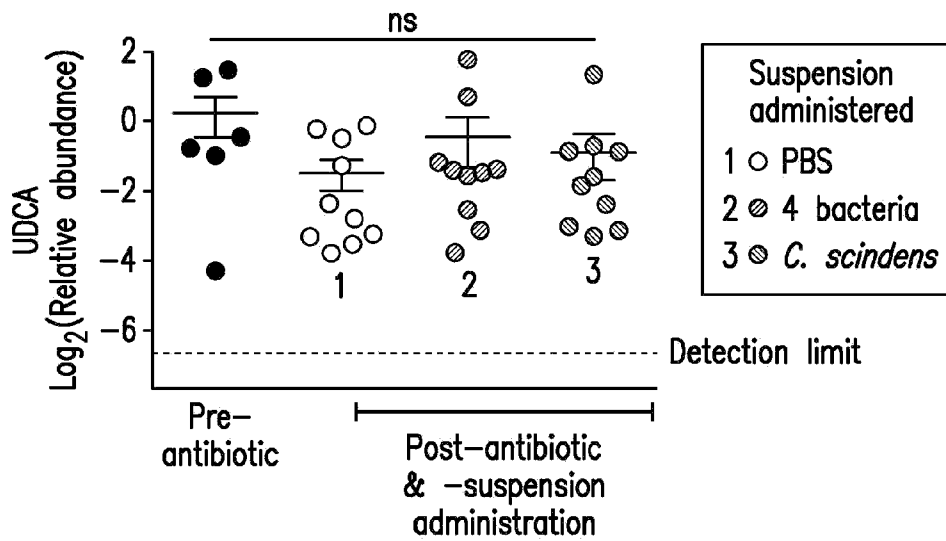 ns
2
0
−2
−4
−6
UDCA
Log2(Relative abundance)
1
2
3
Detection limit
Pre−
antibiotic
Post−antibiotic
& −suspension
administration
Suspension
administered
1 PBS
2 4 bacteria
3 C. scindens